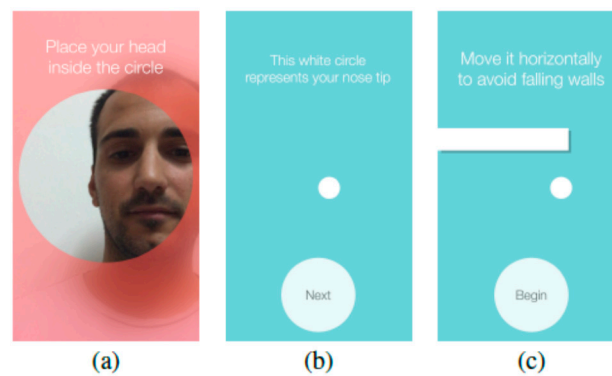 Place your head
inside the circle
This white circle
represents your nose tip
Next
Move it horizontally
to avoid falling walls
Begin
(a)
(b)
(c)